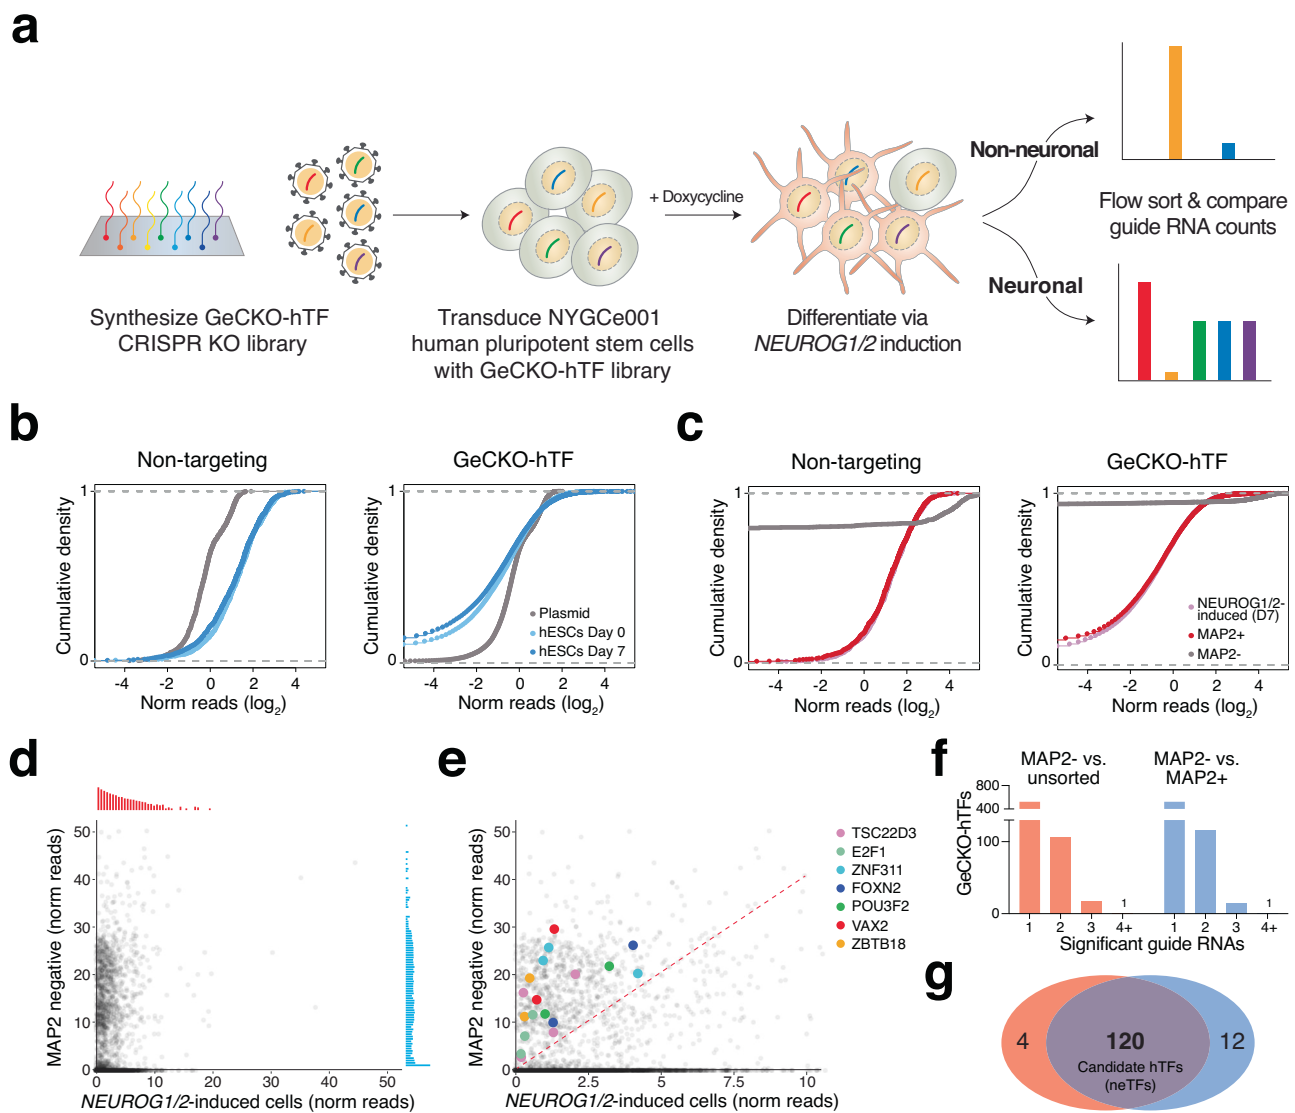 a
Synthesize GeCKO-hTF
CRISPR KO library
Transduce NYGCe001
human pluripotent stem cells
with GeCKO-hTF library
+ Doxycycline
Differentiate via
NEUROG1/2 induction
Non-neuronal
Flow sort & compare
guide RNA counts
Neuronal
b
Non-targeting
Cumulative density
1
0
-4 -2 0 2 4
Norm reads (log2)
GeCKO-hTF
Cumulative density
1
0
Plasmid
hESCs Day 0
hESCs Day 7
-4 -2 0 2 4
Norm reads (log2)
c
Non-targeting
Cumulative density
1
0
-4 -2 0 2 4
Norm reads (log2)
GeCKO-hTF
Cumulative density
1
0
NEUROG1/2-
induced (D7)
MAP2+
MAP2-
-4 -2 0 2 4
Norm reads (log2)
d
MAP2 negative (norm reads)
50
40
30
20
10
0
0 10 20 30 40 50
NEUROG1/2-induced cells (norm reads)
e
MAP2 negative (norm reads)
50
40
30
20
10
0
0 2.5 5 7.5 10
NEUROG1/2-induced cells (norm reads)
TSC22D3
E2F1
ZNF311
FOXN2
POU3F2
VAX2
ZBTB18
f
MAP2- vs.
unsorted
MAP2- vs.
MAP2+
GeCKO-hTFs
800
400
100
0
1
1
1 2 3 4+
1 2 3 4+
Significant guide RNAs
g
4
120
Candidate hTFs
(neTFs)
12